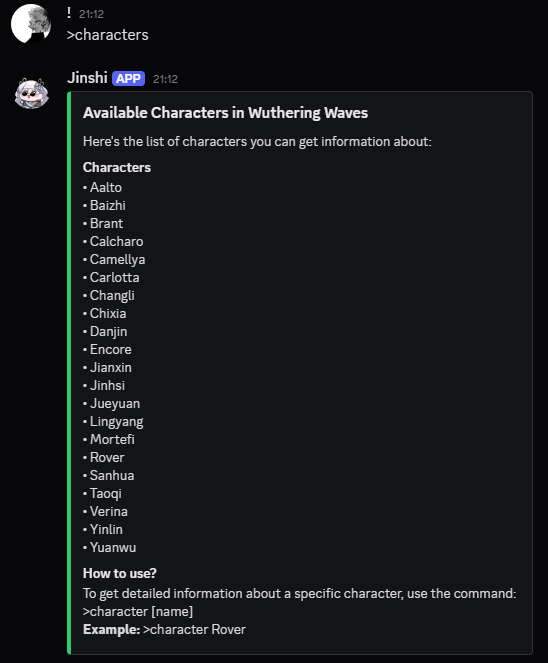 ! 21:12
>characters
Jinshi APP 21:12
Available Characters in Wuthering Waves
Here's the list of characters you can get information about:
Characters
• Aalto
• Baizhi
• Brant
• Calcharo
• Camellya
• Carlotta
• Changli
• Chixia
• Danjin
• Encore
• Jianxin
• Jinhsi
• Jueyuan
• Lingyang
• Mortefi
• Rover
• Sanhua
• Taoqi
• Verina
• Yinlin
• Yuanwu
How to use?
To get detailed information about a specific character, use the command:
>character [name]
Example: >character Rover